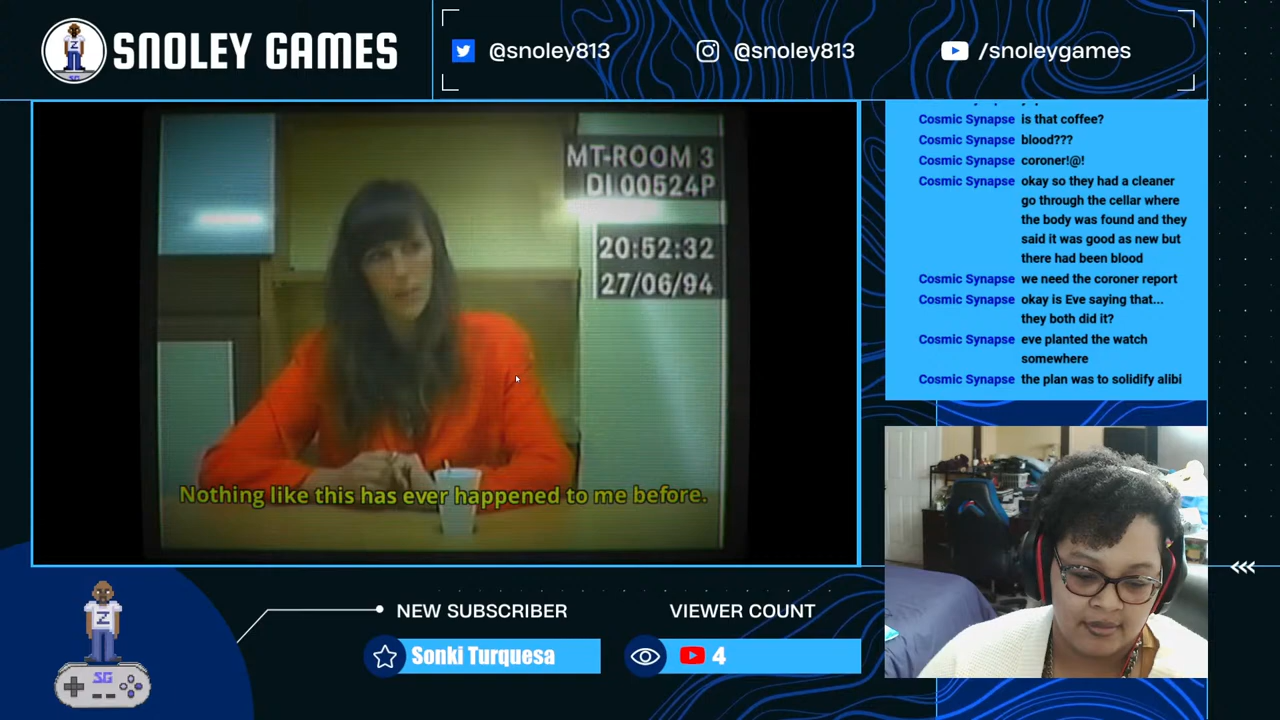 SNOLEY GAMES
@snoley813
@snoley813
/snoleygames
MT-ROOM 3
DI 00524P
20:52:32
27/06/94
Nothing like this has ever happened to me before.
Cosmic Synapse is that coffee?
Cosmic Synapse blood???
Cosmic Synapse coroner!@!
Cosmic Synapse okay so they had a cleaner
go through the cellar where
the body was found and they
said it was good as new but
there had been blood
Cosmic Synapse we need the coroner report
Cosmic Synapse okay is Eve saying that...
they both did it?
Cosmic Synapse eve planted the watch
somewhere
Cosmic Synapse the plan was to solidify alibi
Z
SG
NEW SUBSCRIBER
Sonki Turquesa
VIEWER COUNT
4